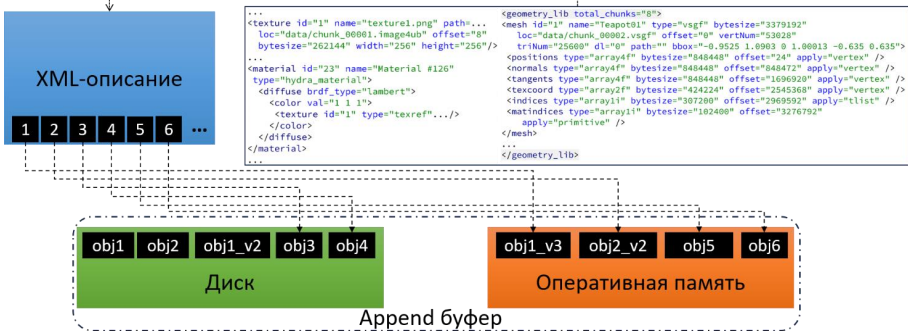 XML-описание
1 2 3 4 5 6 ...
...
<texture id="1" name="texture1.png" path=...
loc="data/chunk_00001.image4ub" offset="8"
bytesize="262144" width="256" height="256"/>
...
<material id="23" name="Material #126"
type="hydra_material">
<diffuse brdf_type="lambert">
<color val="1 1 1">
<texture id="1" type="texref".../>
</color>
</diffuse>
</material>
...
<geometry_lib total_chunks="8">
<mesh id="1" name="Teapot01" type="vsgf" bytesize="3379192"
loc="data/chunk_00002.vsgf" offset="0" vertNum="53028"
triNum="25600" dl="0" path="" bbox="-0.9525 1.0903 0 1.00013 -0.635 0.635">
<positions type="array4f" bytesize="848448" offset="24" apply="vertex" />
<normals type="array4f" bytesize="848448" offset="848472" apply="vertex" />
<tangents type="array4f" bytesize="848448" offset="1696920" apply="vertex" />
<texcoord type="array2f" bytesize="424224" offset="2545368" apply="vertex" />
<indices type="array1i" bytesize="307200" offset="2969592" apply="tlist" />
<matindices type="array1i" bytesize="102400" offset="3276792"
apply="primitive" />
</mesh>
...
</geometry_lib>
obj1 obj2 obj1_v2 obj3 obj4
Диск
obj1_v3 obj2_v2 obj5 obj6
Оперативная память
Append буфер